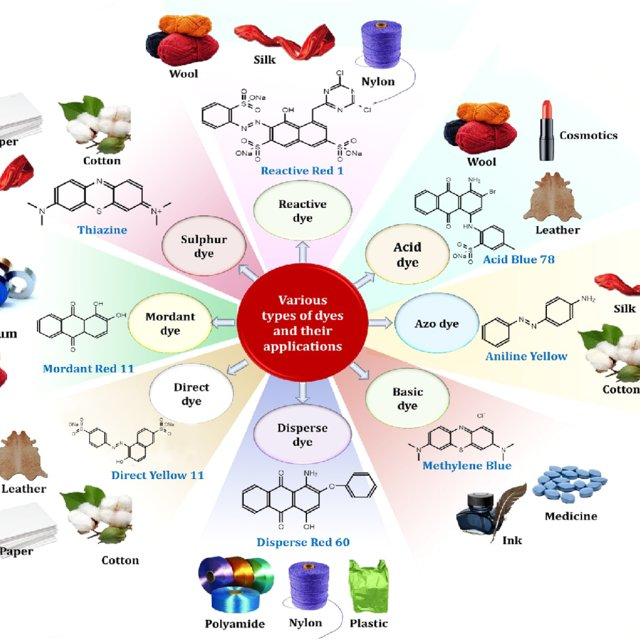 Wool
Silk
Nylon
Reactive Red 1
Reactive
dye
Wool
Cosmetics
Leather
Acid Blue 78
Acid
dye
Cotton
Thiazine
Sulphur
dye
Various
types of dyes
and their
applications
Azo dye
Aniline Yellow
Silk
Cotton
Mordant
dye
Mordant Red 11
Direct
dye
Direct Yellow 11
Leather
Paper
Cotton
Basic
dye
Methylene Blue
Ink
Medicine
Disperse
dye
Disperse Red 60
Polyamide
Nylon
Plastic